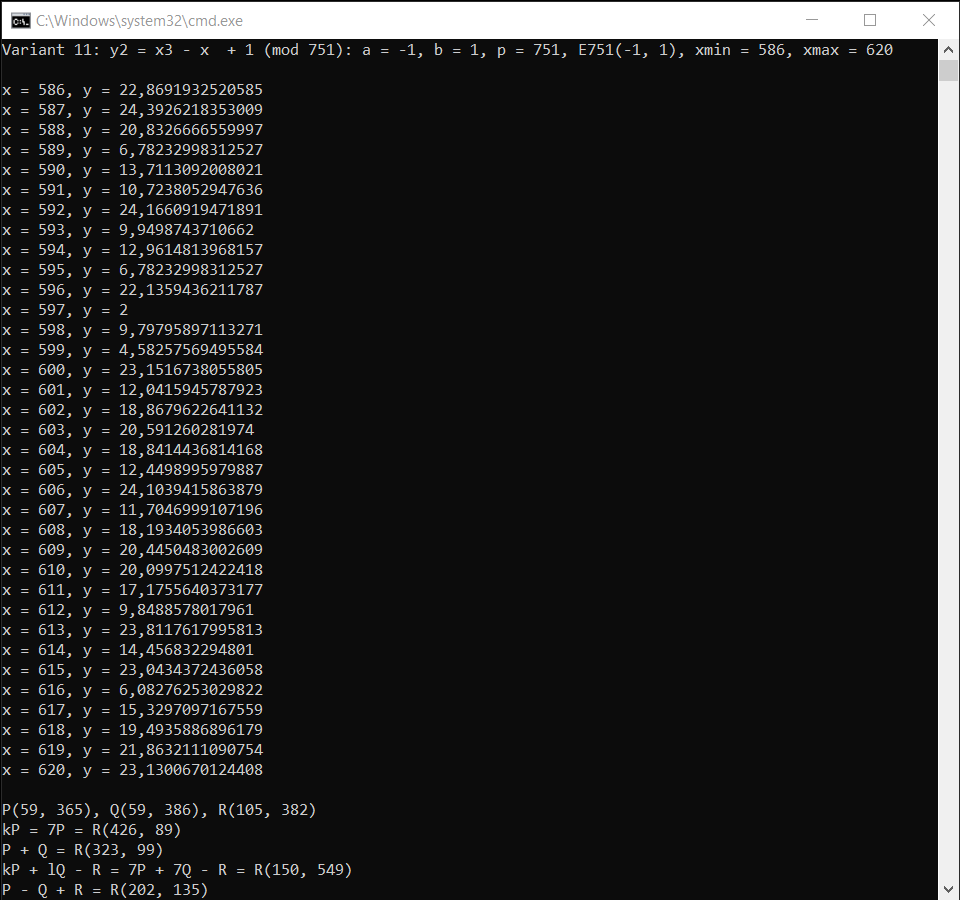 C:\Windows\system32\cmd.exe
Variant 11: y2 = x3 - x  + 1 (mod 751): a = -1, b = 1, p = 751, E751(-1, 1), xmin = 586, xmax = 620
x = 586, y = 22,8691932520585
x = 587, y = 24,3926218353009
x = 588, y = 20,8326666559997
x = 589, y = 6,78232998312527
x = 590, y = 13,7113092008021
x = 591, y = 10,7238052947636
x = 592, y = 24,1660919471891
x = 593, y = 9,9498743710662
x = 594, y = 12,9614813968157
x = 595, y = 6,78232998312527
x = 596, y = 22,1359436211787
x = 597, y = 2
x = 598, y = 9,79795897113271
x = 599, y = 4,58257569495584
x = 600, y = 23,1516738055805
x = 601, y = 12,0415945787923
x = 602, y = 18,8679622641132
x = 603, y = 20,591260281974
x = 604, y = 18,8414436814168
x = 605, y = 12,4498995979887
x = 606, y = 24,1039415863879
x = 607, y = 11,7046999107196
x = 608, y = 18,1934053986603
x = 609, y = 20,4450483002609
x = 610, y = 20,0997512422418
x = 611, y = 17,1755640373177
x = 612, y = 9,8488578017961
x = 613, y = 23,8117617995813
x = 614, y = 14,456832294801
x = 615, y = 23,0434372436058
x = 616, y = 6,08276253029822
x = 617, y = 15,3297097167559
x = 618, y = 19,4935886896179
x = 619, y = 21,8632111090754
x = 620, y = 23,1300670124408
P(59, 365), Q(59, 386), R(105, 382)
kP = 7P = R(426, 89)
P + Q = R(323, 99)
kP + lQ - R = 7P + 7Q - R = R(150, 549)
P - Q + R = R(202, 135)